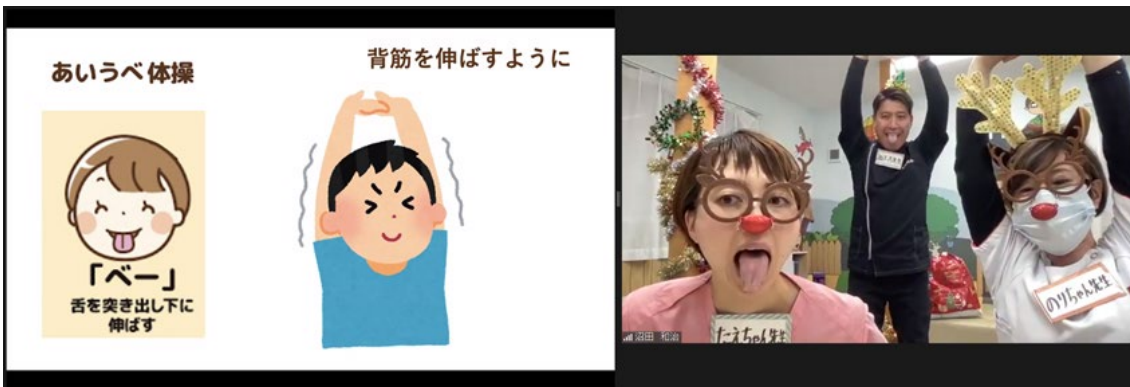 あいうべ体操
背筋を伸ばすように
「べー」
舌を突き出し下に
伸ばす
たえちゃん先生
のりちゃん先生